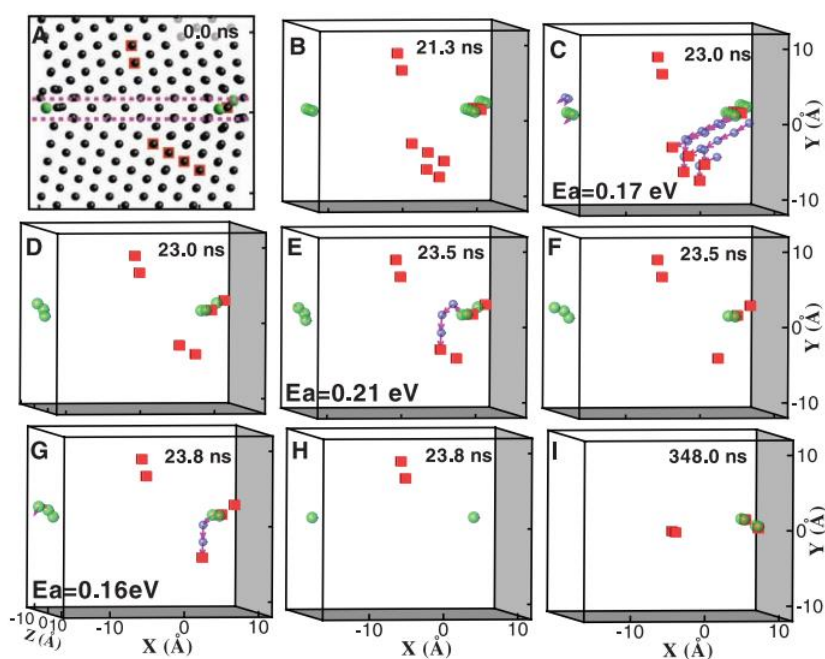 A 0.0 ns
B 21.3 ns
C 23.0 ns
10
0
-10
Y (Å)
Ea=0.17 eV
D 23.0 ns
E 23.5 ns
F 23.5 ns
10
0
-10
Y (Å)
Ea=0.21 eV
G 23.8 ns
H 23.8 ns
I 348.0 ns
10
0
-10
Y (Å)
Ea=0.16eV
-10 0 10
Z (Å)
-10 0 10
X (Å)
-10 0 10
X (Å)
-10 0 10
X (Å)